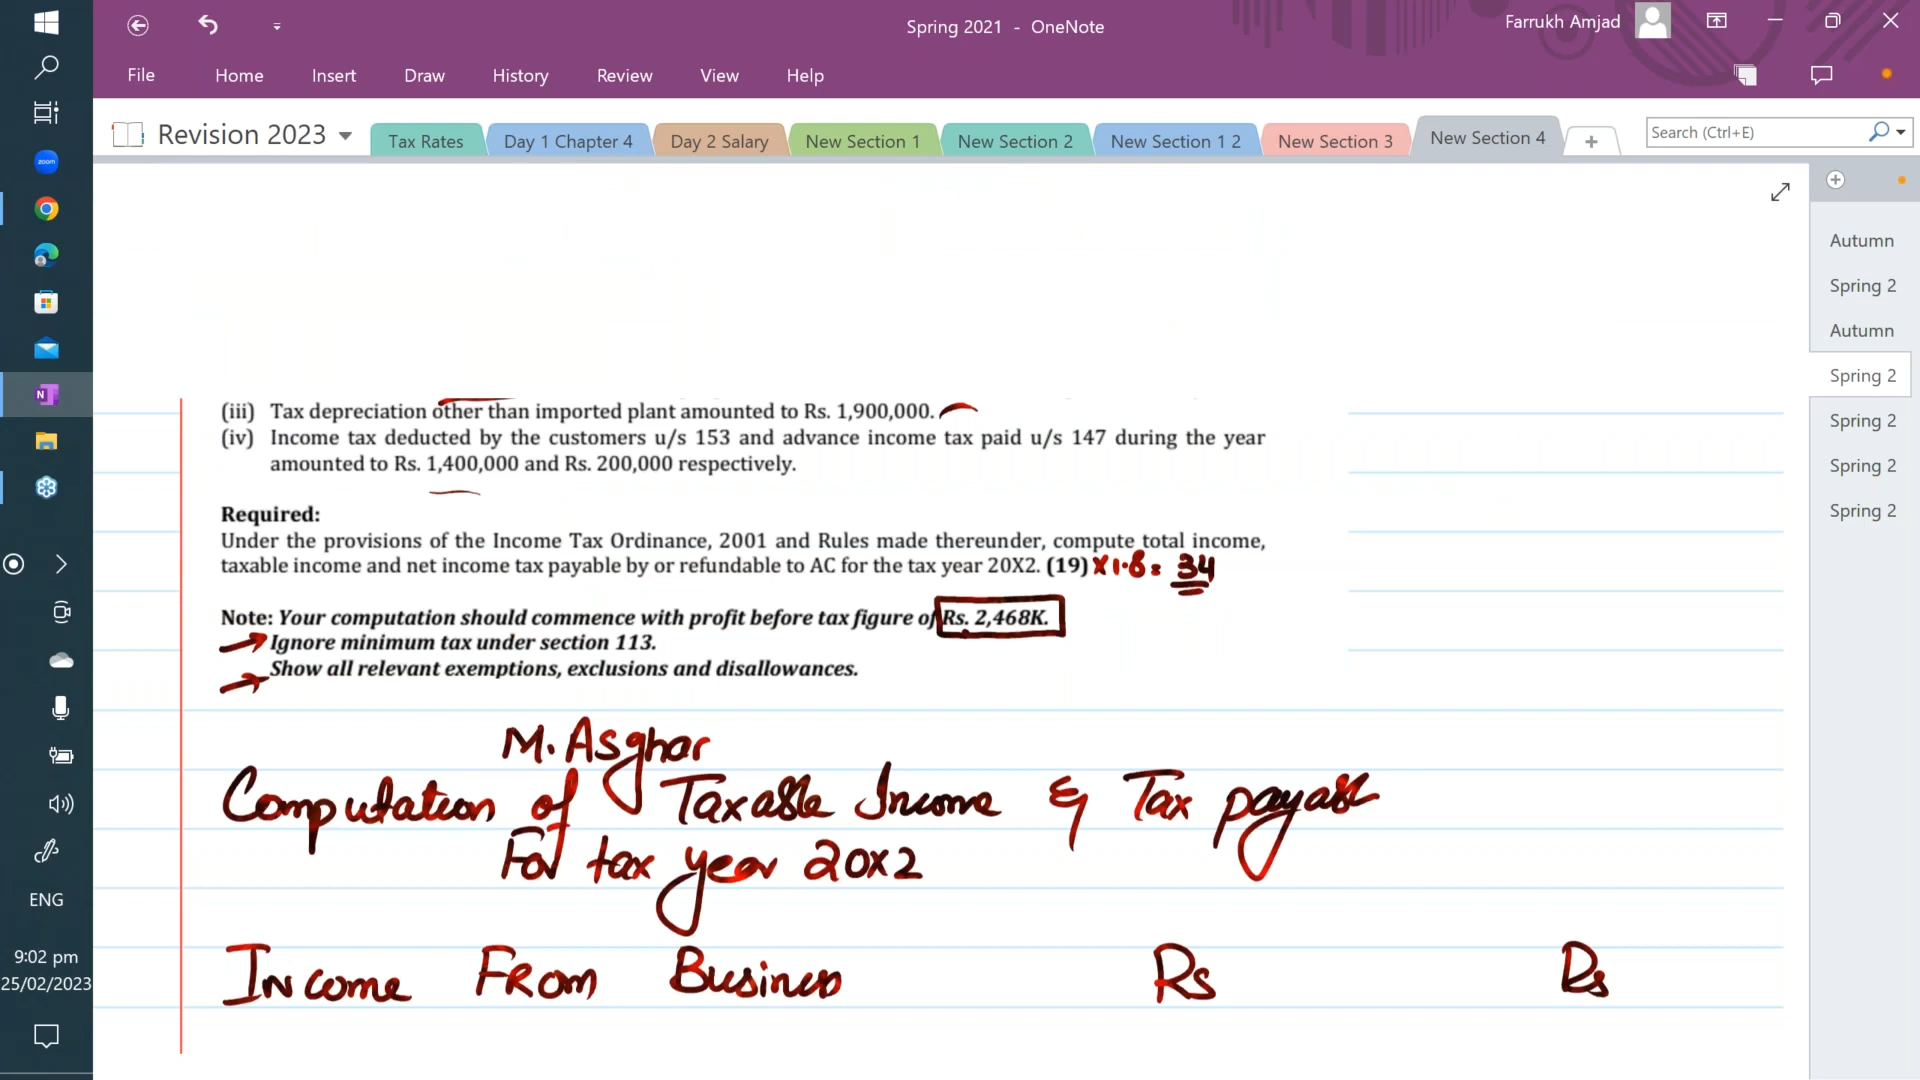 Spring 2021 - OneNote
Farrukh Amjad
File Home Insert Draw History Review View Help
Revision 2023
Tax Rates
Day 1 Chapter 4
Day 2 Salary
New Section 1
New Section 2
New Section 1 2
New Section 3
New Section 4
Search (Ctrl+E)
Autumn
Spring 2
Autumn
Spring 2
Spring 2
Spring 2
Spring 2
(iii) Tax depreciation other than imported plant amounted to Rs. 1,900,000.
(iv) Income tax deducted by the customers u/s 153 and advance income tax paid u/s 147 during the year
amounted to Rs. 1,400,000 and Rs. 200,000 respectively.
Required:
Under the provisions of the Income Tax Ordinance, 2001 and Rules made thereunder, compute total income,
taxable income and net income tax payable by or refundable to AC for the tax year 20X2. (19) x 1.8 = 34
Note: Your computation should commence with profit before tax figure of Rs. 2,468K.
Ignore minimum tax under section 113.
Show all relevant exemptions, exclusions and disallowances.
M. Asghar
Computation of Taxable Income & Tax payable
For tax year 20X2
Income From Business Rs Rs
zoom
N
ENG
9:02 pm
25/02/2023